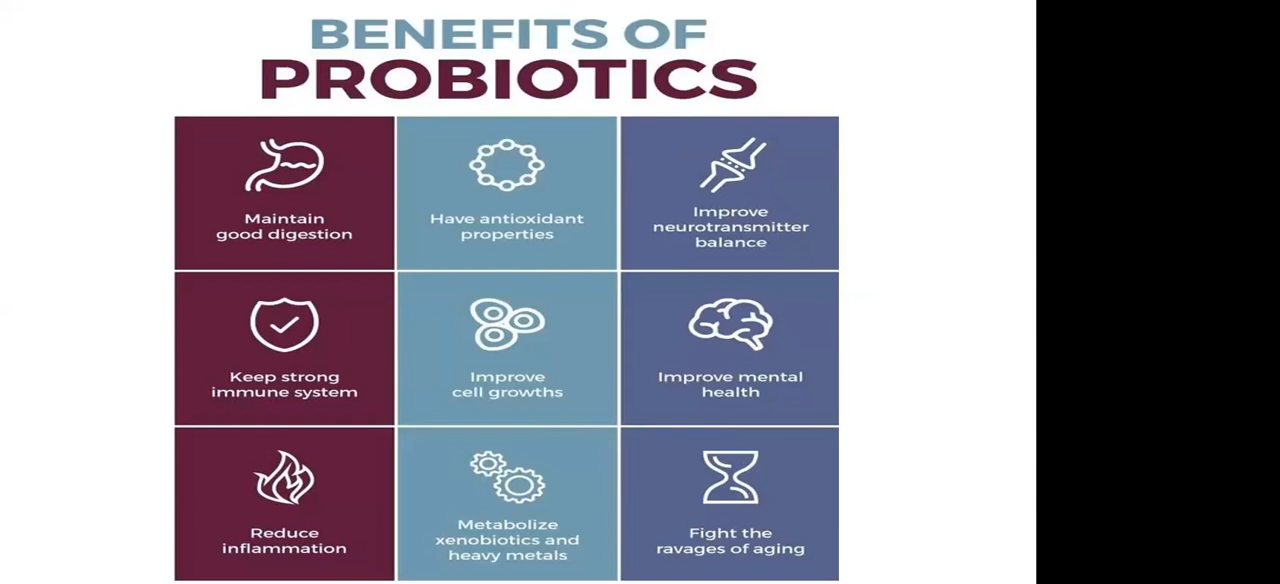 BENEFITS OF
PROBIOTICS
Maintain
good digestion
Have antioxidant
properties
Improve
neurotransmitter
balance
Keep strong
immune system
Improve
cell growths
Improve mental
health
Reduce
inflammation
Metabolize
xenobiotics and
heavy metals
Fight the
ravages of aging